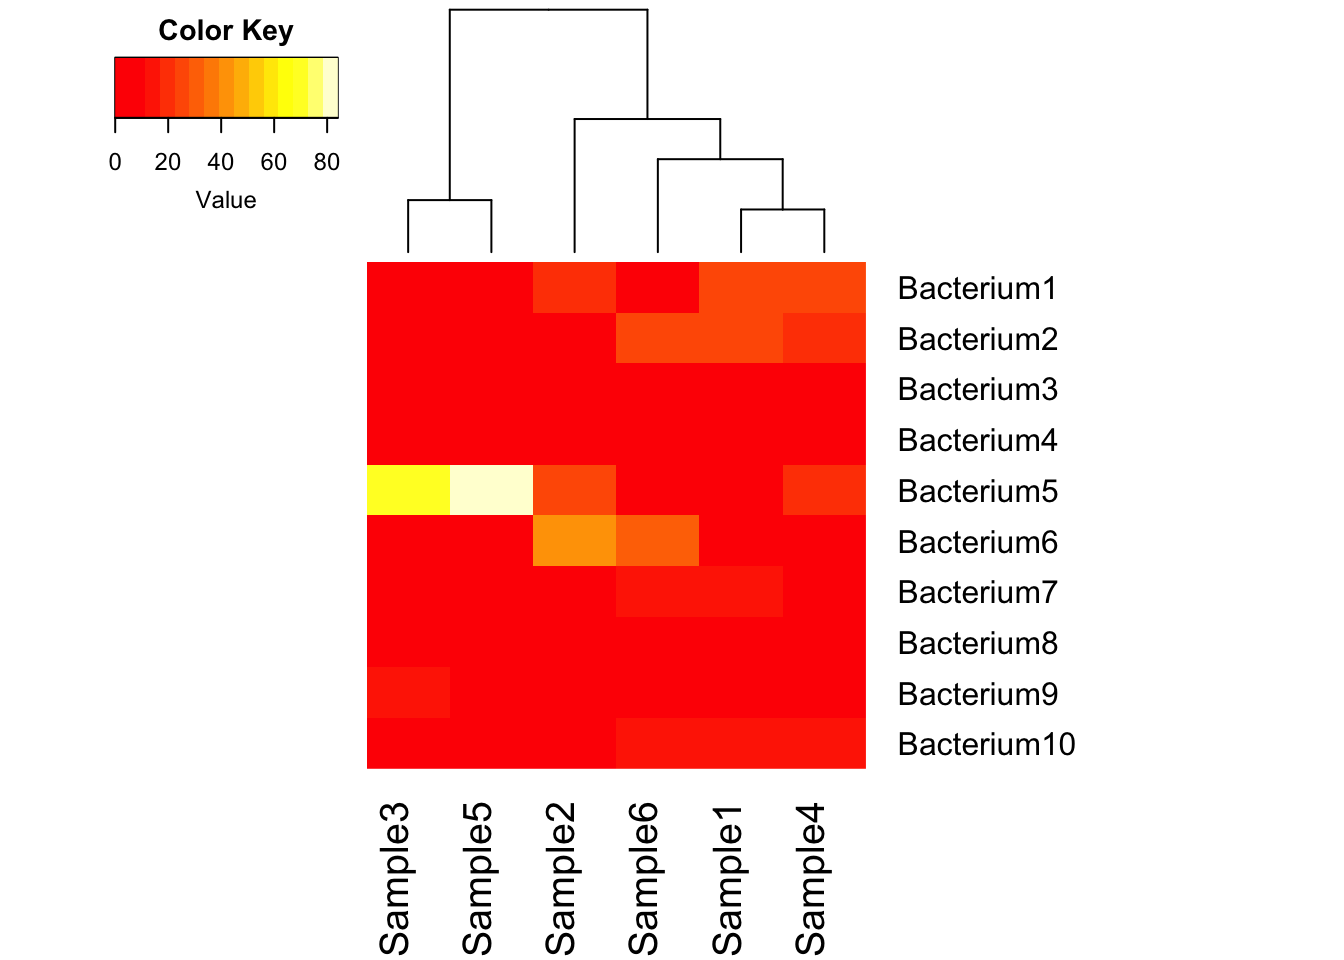 Color Key
0 20 40 60 80
Value
Bacterium1
Bacterium2
Bacterium3
Bacterium4
Bacterium5
Bacterium6
Bacterium7
Bacterium8
Bacterium9
Bacterium10
Sample3
Sample5
Sample2
Sample6
Sample1
Sample4